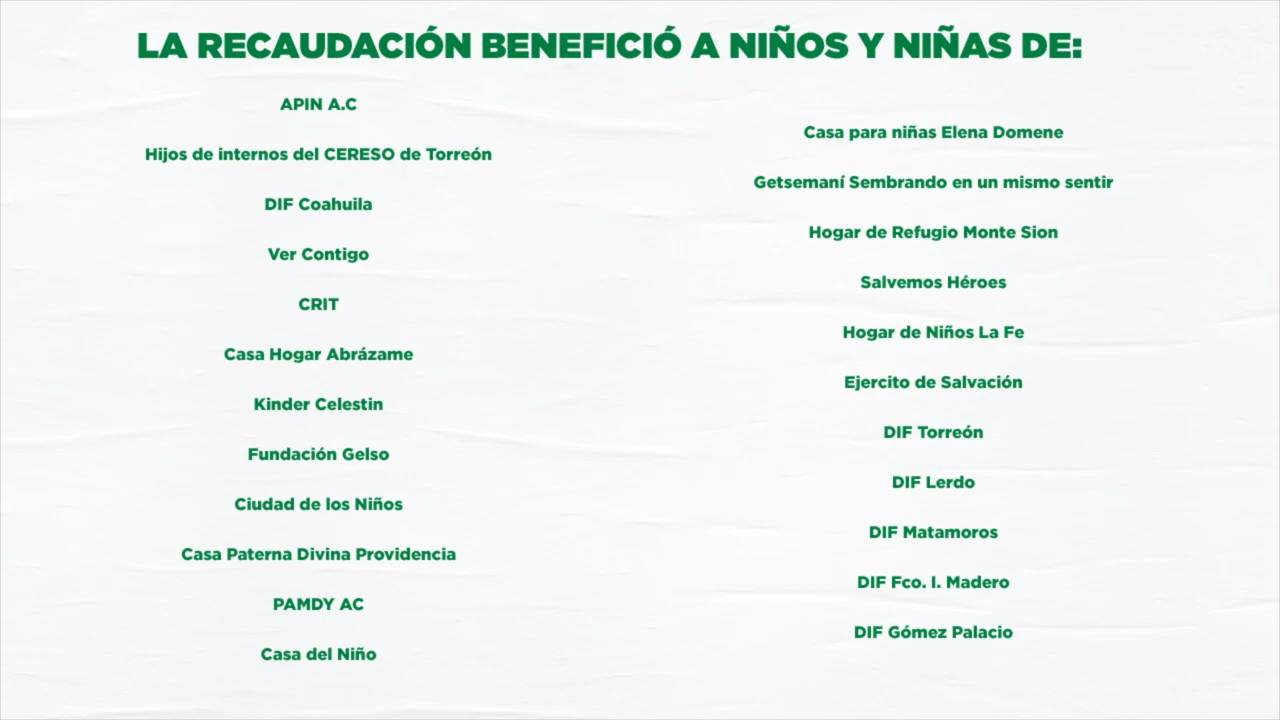 LA RECAUDACIÓN BENEFICIÓ A NIÑOS Y NIÑAS DE:
APIN A.C
Hijos de internos del CERESO de Torreón
DIF Coahuila
Ver Contigo
CRIT
Casa Hogar Abrázame
Kinder Celestin
Fundación Gelso
Ciudad de los Niños
Casa Paterna Divina Providencia
PAMDY AC
Casa del Niño
Casa para niñas Elena Domene
Getsemaní Sembrando en un mismo sentir
Hogar de Refugio Monte Sion
Salvemos Héroes
Hogar de Niños La Fe
Ejercito de Salvación
DIF Torreón
DIF Lerdo
DIF Matamoros
DIF Fco. I. Madero
DIF Gómez Palacio